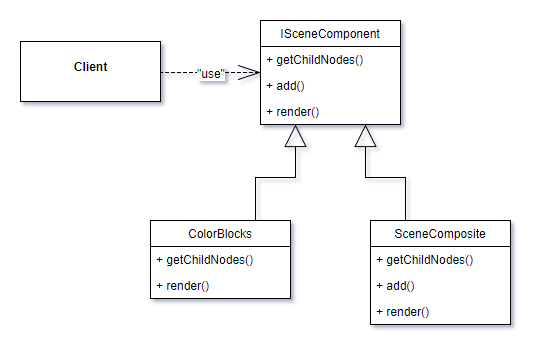 ISceneComponent
+ getChildNodes()
+ add()
+ render()
Client
"use"
ColorBlocks
+ getChildNodes()
+ render()
SceneComposite
+ getChildNodes()
+ add()
+ render()